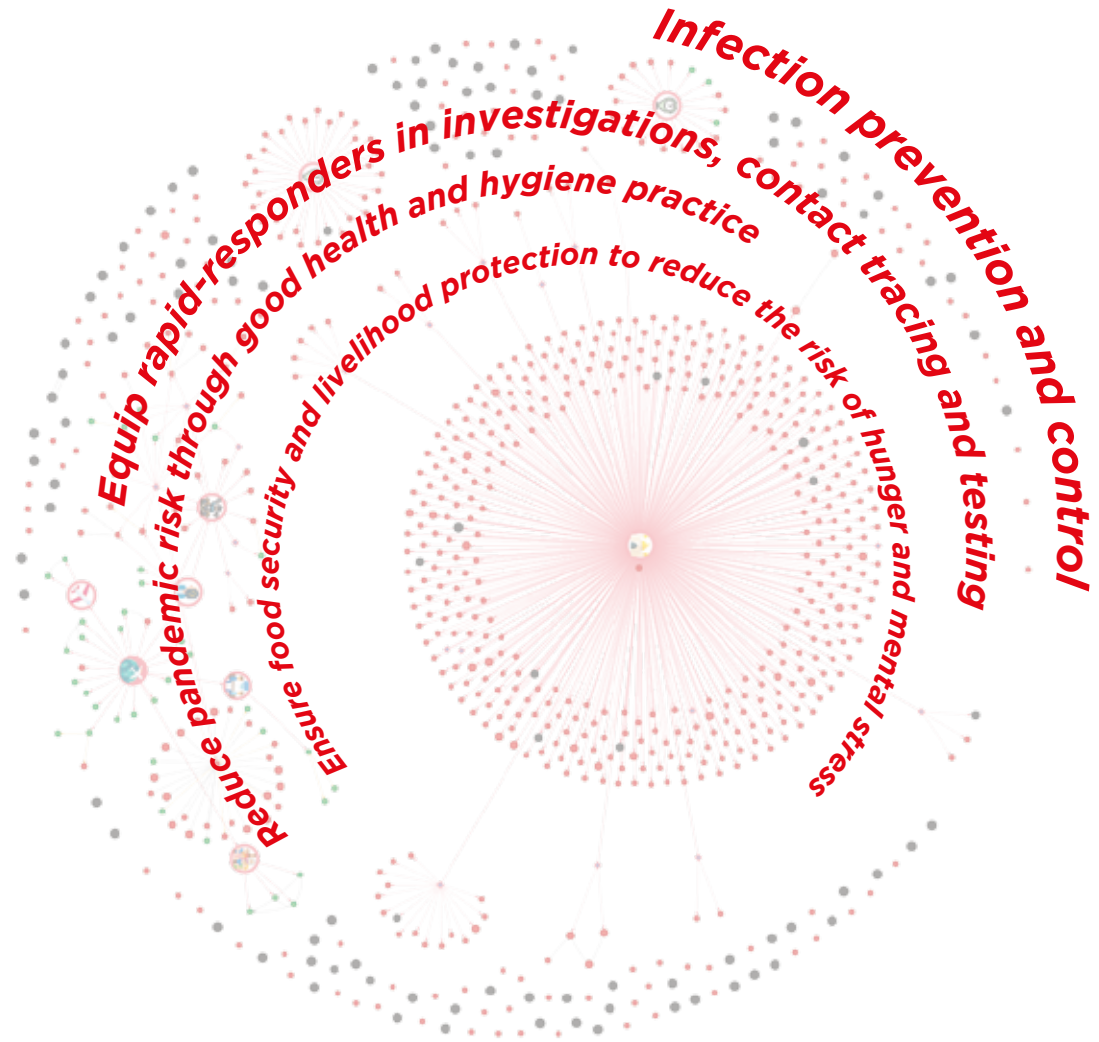 Infection prevention and control
Equip rapid-responders in investigations, contact tracing and testing
Reduce pandemic risk through good health and hygiene practice
Ensure food security and livelihood protection to reduce the risk of hunger and mental stress